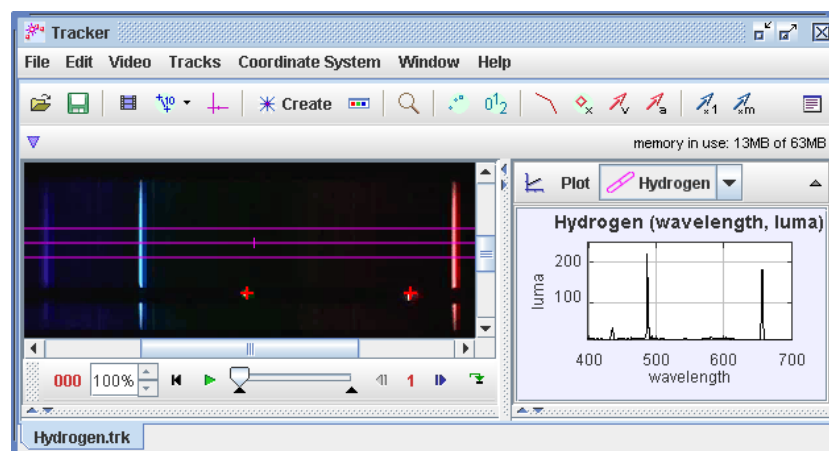 Tracker
File Edit Video Tracks Coordinate System Window Help
Create
memory in use: 13MB of 63MB
Plot Hydrogen
Hydrogen (wavelength, luma)
luma
200
100
400 500 600 700
wavelength
000 100% 1
Hydrogen.trk